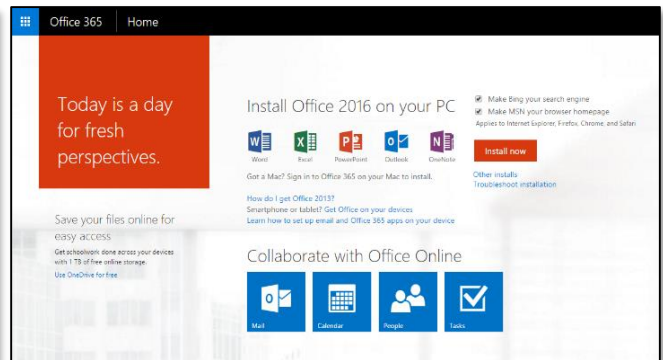 Office 365 Home
Today is a day
for fresh
perspectives.
Save your files online for
easy access
Get schoolwork done across your devices
with 1 TB of free online storage.
Use OneDrive for free
Install Office 2016 on your PC
Word Excel PowerPoint Outlook OneNote
Got a Mac? Sign in to Office 365 on your Mac to install.
How do I get Office 2013?
Smartphone or tablet? Get Office on your devices
Learn how to set up email and Office 365 apps on your device
Make Bing your search engine
Make MSN your browser homepage
Applies to Internet Explorer, Firefox, Chrome, and Safari
Install now
Other installs
Troubleshoot installation
Collaborate with Office Online
Mail Calendar People Tasks